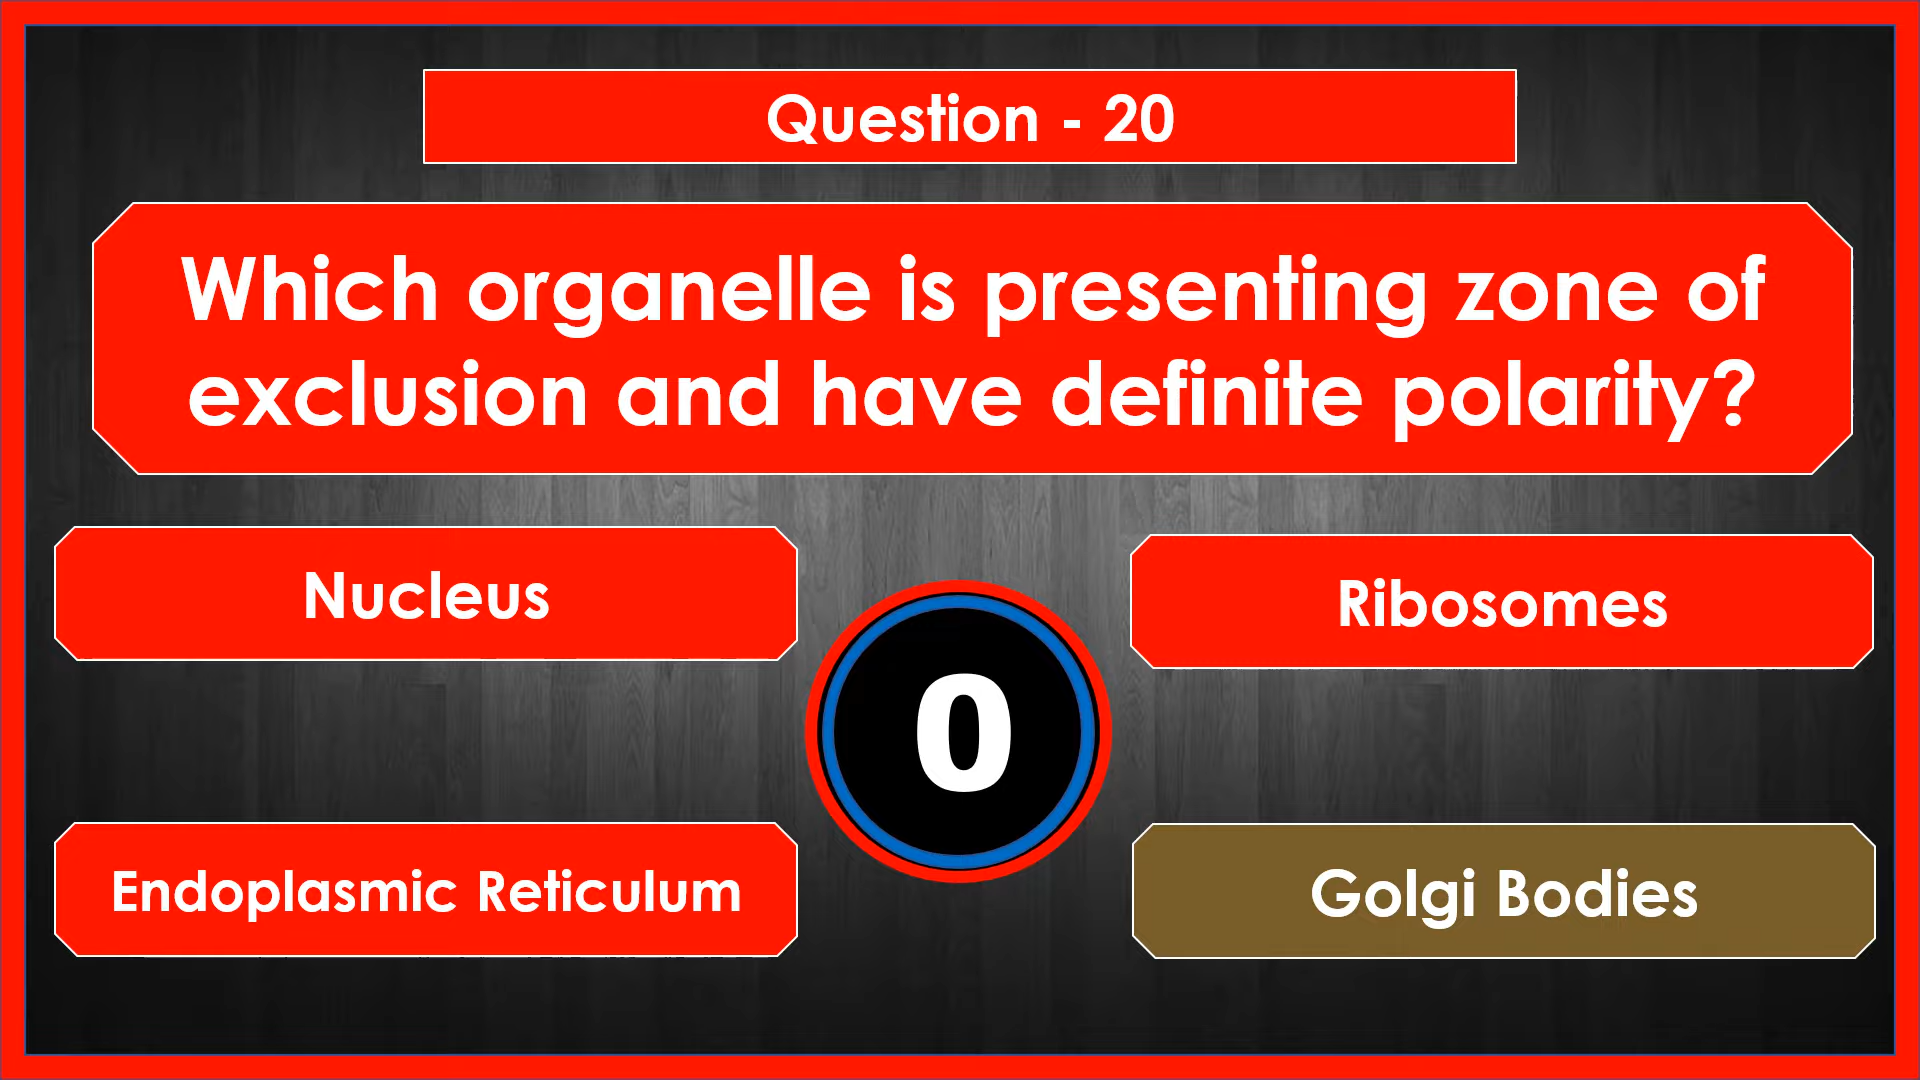 Question - 20
Which organelle is presenting zone of
exclusion and have definite polarity?
Nucleus
Ribosomes
0
Endoplasmic Reticulum
Golgi Bodies